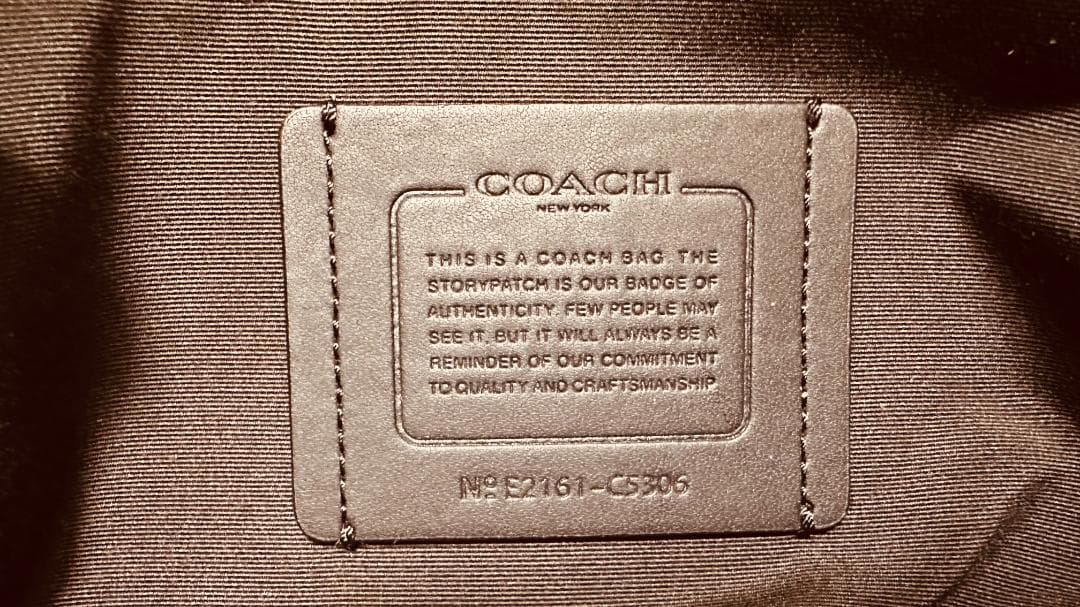 COACH
NEW YORK
THIS IS A COACH BAG. THE
STORYPATCH IS OUR BADGE OF
AUTHENTICITY. FEW PEOPLE MAY
SEE IT, BUT IT WILL ALWAYS BE A
REMINDER OF OUR COMMITMENT
TO QUALITY AND CRAFTSMANSHIP.
Nº E2161-C5306